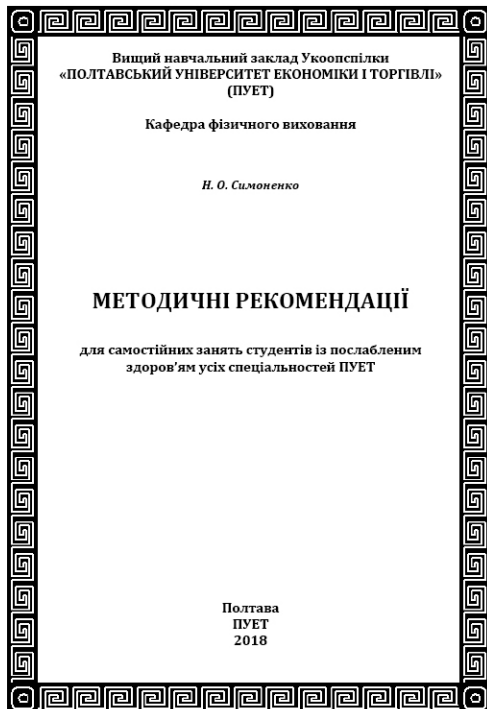 Вищий навчальний заклад Укоопспілки
«ПОЛТАВСЬКИЙ УНІВЕРСИТЕТ ЕКОНОМІКИ І ТОРГІВЛІ»
(ПУЕТ)
Кафедра фізичного виховання
Н. О. Симоненко
МЕТОДИЧНІ РЕКОМЕНДАЦІЇ
для самостійних занять студентів із послабленим
здоров’ям усіх спеціальностей ПУЕТ
Полтава
ПУЕТ
2018